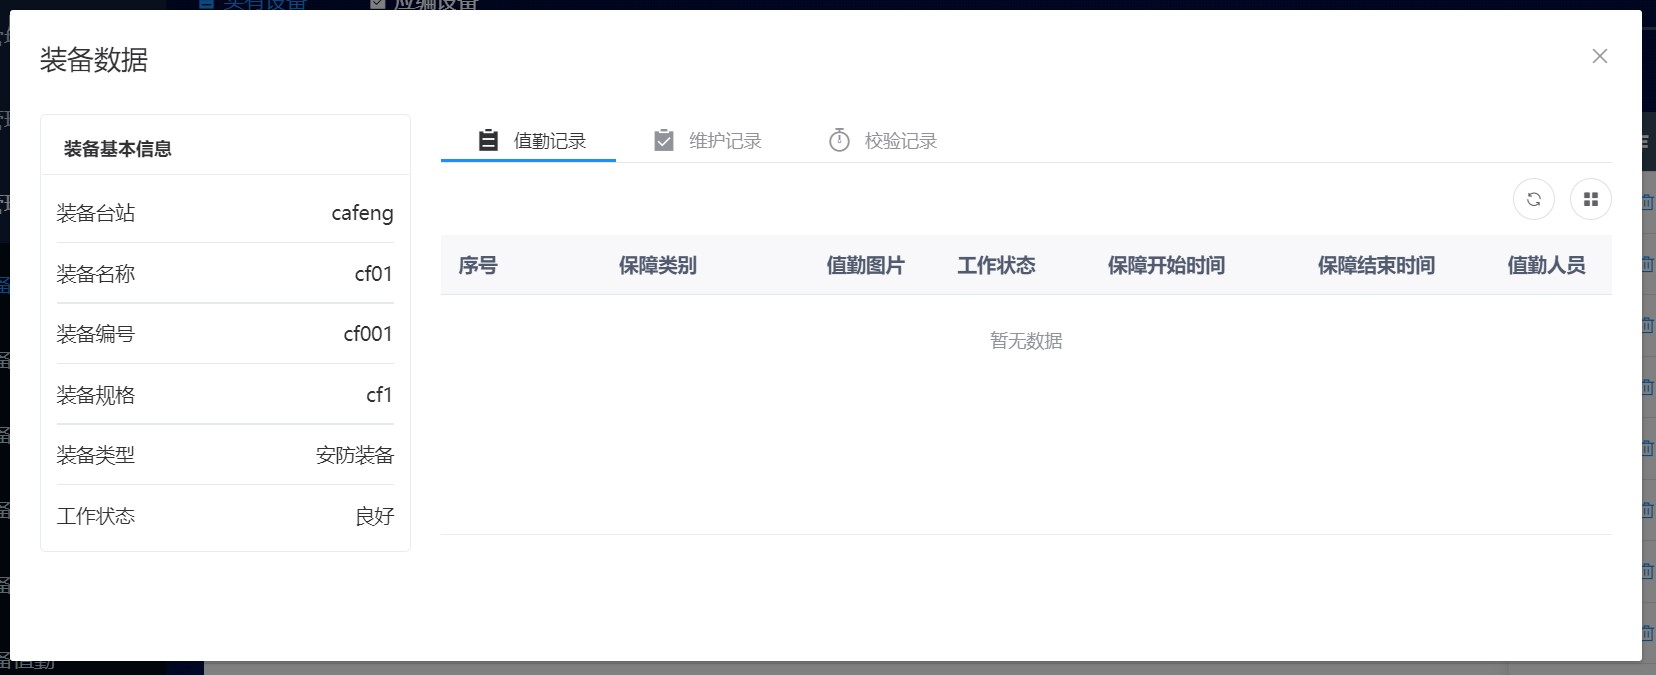 装备数据
装备基本信息
装备台站 cafeng
装备名称 cf01
装备编号 cf001
装备规格 cf1
装备类型 安防装备
工作状态 良好
值勤记录 维护记录 校验记录
序号 保障类别 值勤图片 工作状态 保障开始时间 保障结束时间 值勤人员
暂无数据